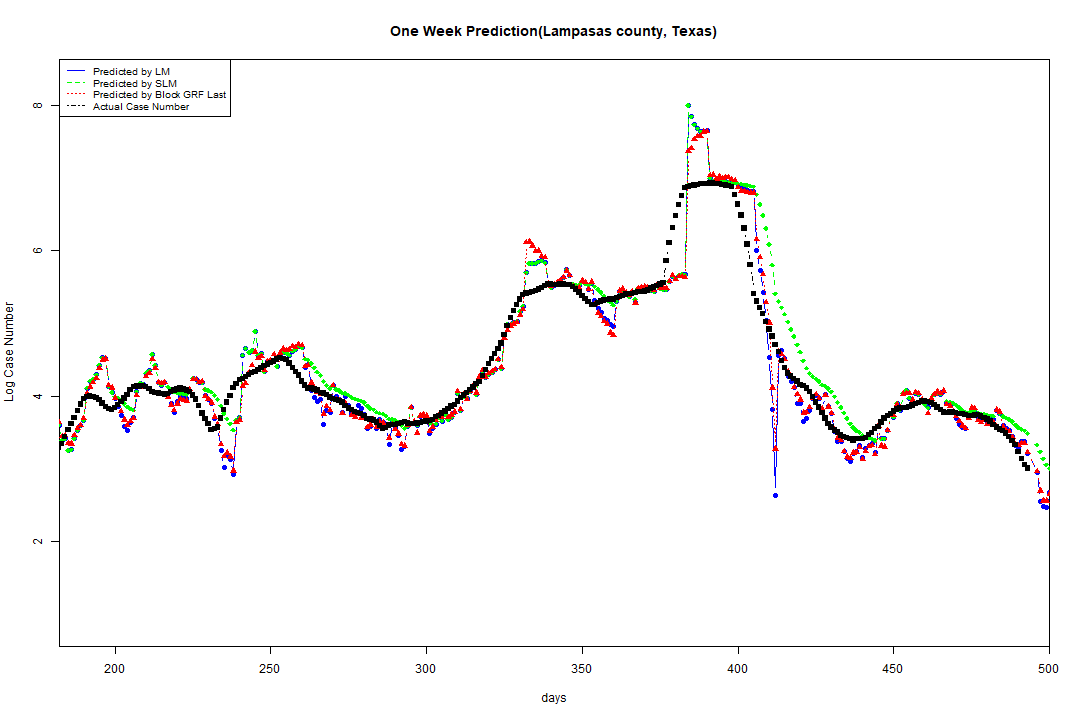 One Week Prediction(Lampasas county, Texas)
Predicted by LM
Predicted by SLM
Predicted by Block GRF Last
Actual Case Number
8
6
4
2
Log Case Number
200 250 300 350 400 450 500
days